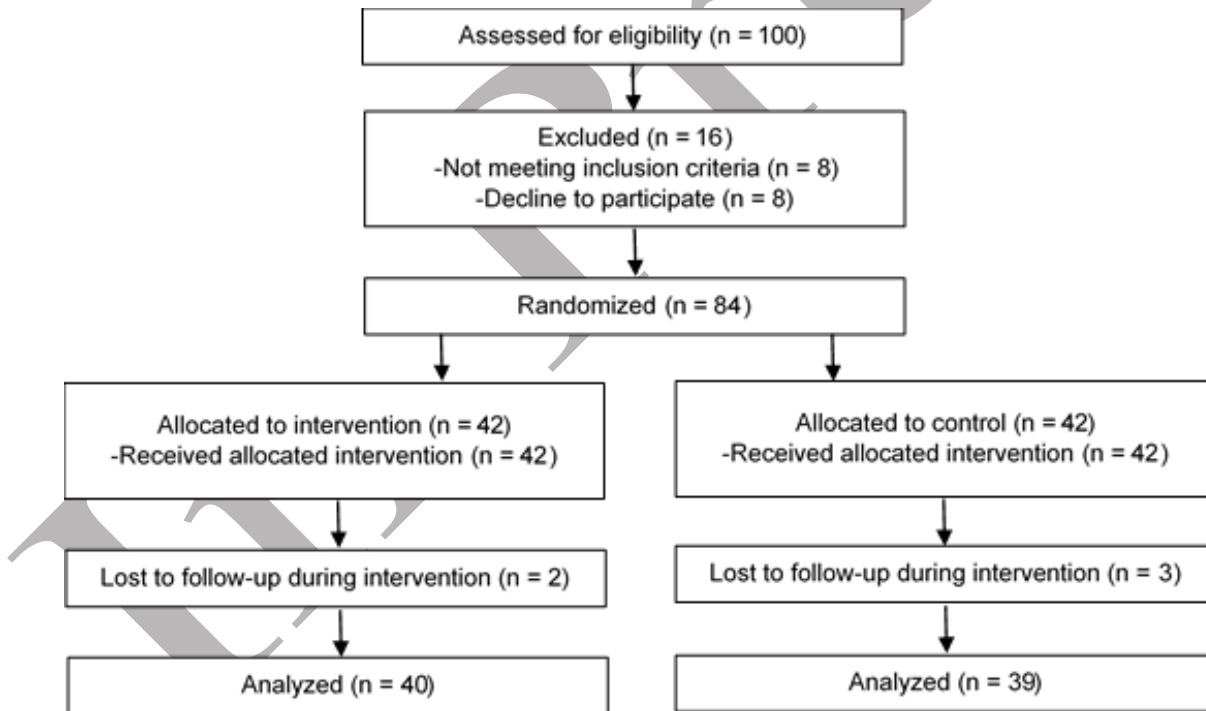 Assessed for eligibility (n = 100)
Excluded (n = 16)
-Not meeting inclusion criteria (n = 8)
-Decline to participate (n = 8)
Randomized (n = 84)
Allocated to intervention (n = 42)
-Received allocated intervention (n = 42)
Allocated to control (n = 42)
-Received allocated intervention (n = 42)
Lost to follow-up during intervention (n = 2)
Lost to follow-up during intervention (n = 3)
Analyzed (n = 40)
Analyzed (n = 39)